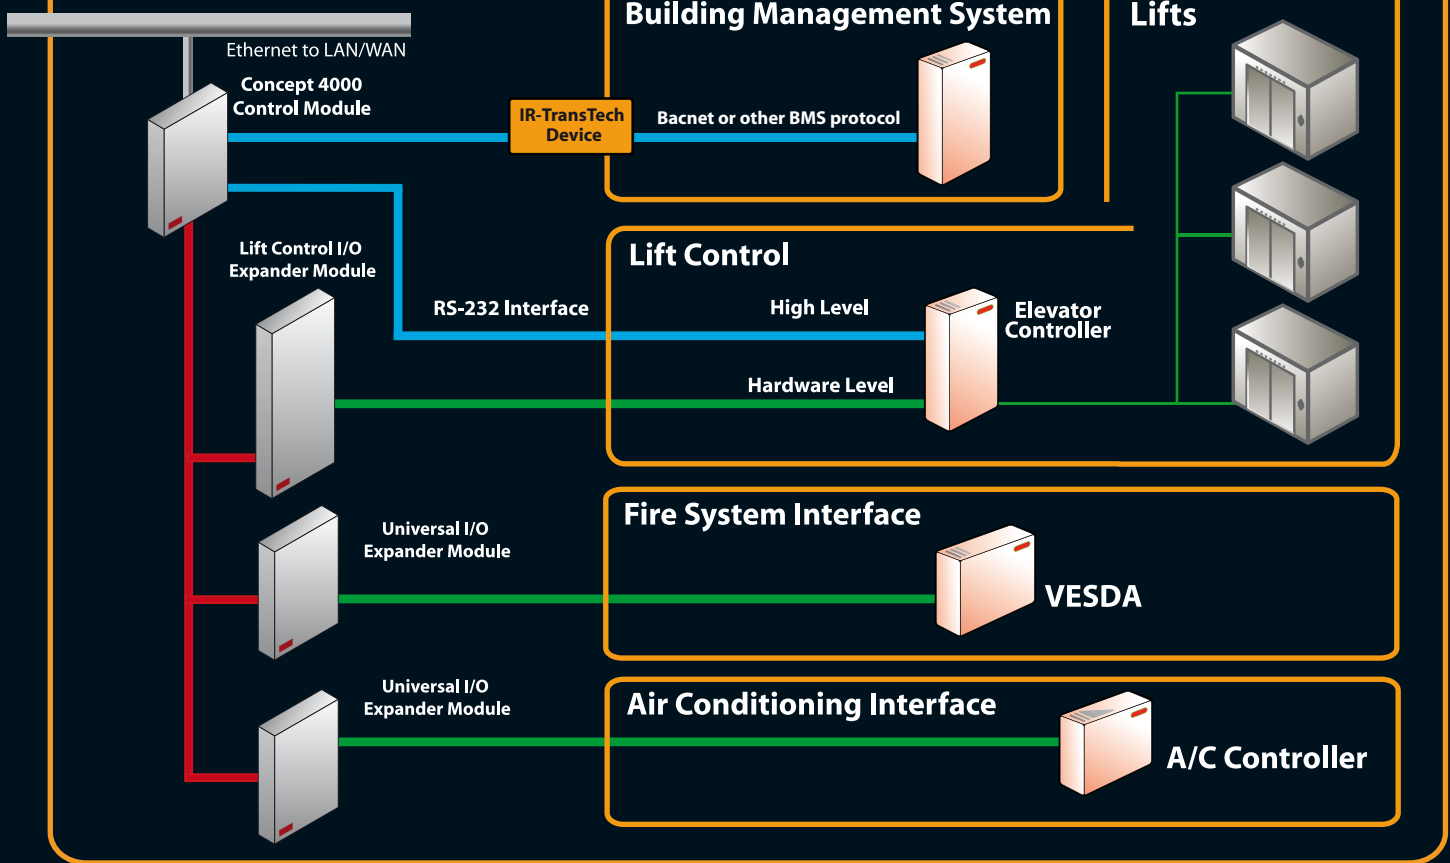 Building Management System
Lifts
Ethernet to LAN/WAN
Concept 4000
Control Module
IR-TransTech
Device
Bacnet or other BMS protocol
Lift Control I/O
Expander Module
Lift Control
RS-232 Interface
High Level
Elevator
Controller
Hardware Level
Universal I/O
Expander Module
Fire System Interface
VESDA
Universal I/O
Expander Module
Air Conditioning Interface
A/C Controller